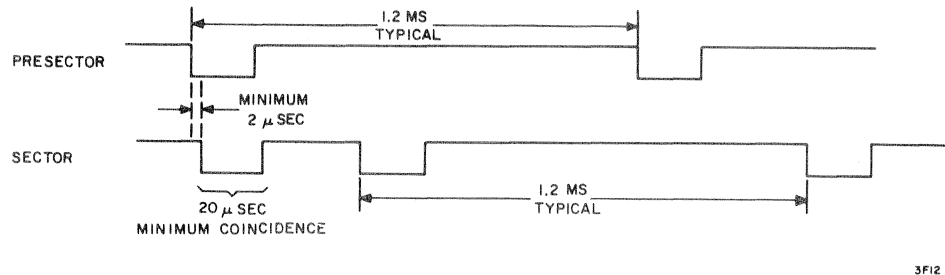 1.2 MS
TYPICAL
PRESECTOR
MINIMUM
2 μ SEC
SECTOR
1.2 MS
TYPICAL
20 μ SEC
MINIMUM COINCIDENCE
3F12